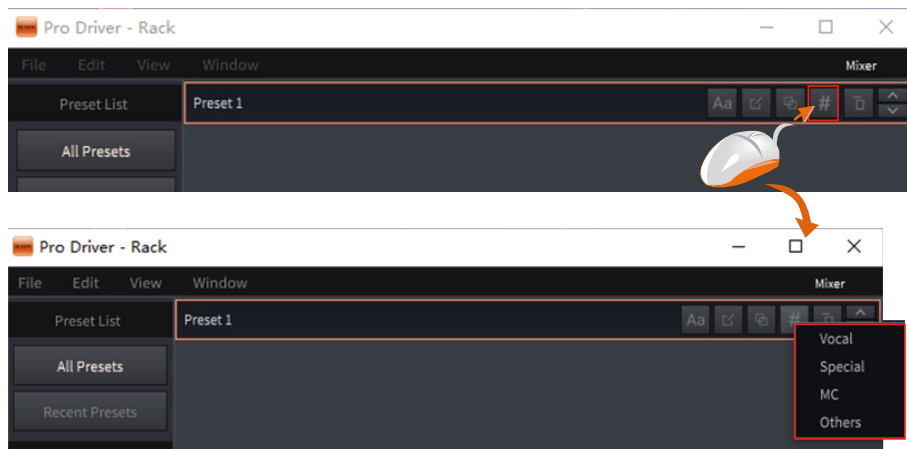 Pro Driver - Rack
File Edit View Window Mixer
Preset List Preset 1 Aa #
All Presets
Pro Driver - Rack
File Edit View Window Mixer
Preset List Preset 1 Aa #
Vocal
All Presets Special
MC
Recent Presets Others